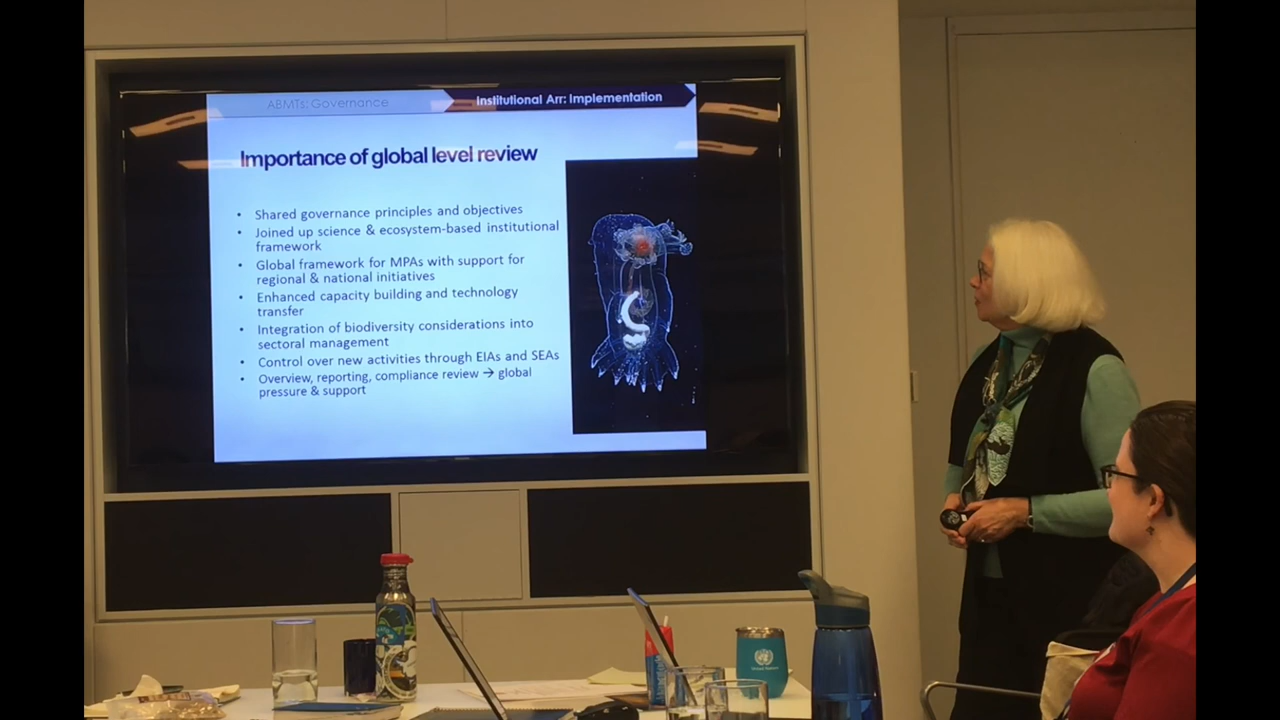 ABMTs: Governance
Institutional Arr: Implementation
Importance of global level review
• Shared governance principles and objectives
• Joined up science & ecosystem-based institutional
framework
• Global framework for MPAs with support for
regional & national initiatives
• Enhanced capacity building and technology
transfer
• Integration of biodiversity considerations into
sectoral management
• Control over new activities through EIAs and SEAs
• Overview, reporting, compliance review → global
pressure & support
United Nations